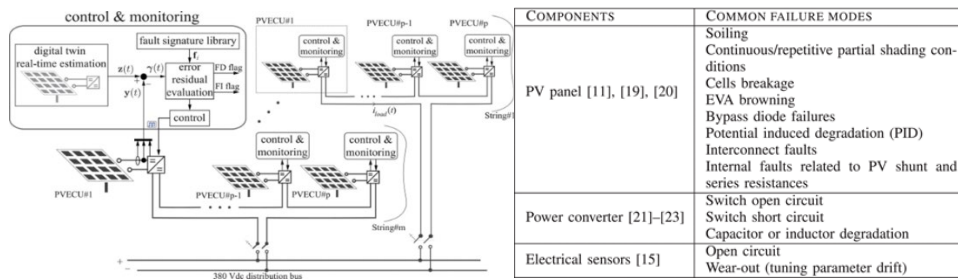 control & monitoring
digital twin
real-time estimation
fault signature library
z(t)
γ(t)
y(t)
f_i
error
residual
evaluation
FD flag
FI flag
control
PVECU#1
PVECU#1
PVECU#p-1
PVECU#p
control &
monitoring
control &
monitoring
control &
monitoring
i_load(t)
String#1
control &
monitoring
control &
monitoring
PVECU#p-1
PVECU#p
String#m
+
−
380 Vdc distribution bus
COMPONENTS
COMMON FAILURE MODES
PV panel [11], [19], [20]
Soiling
Continuous/repetitive partial shading con-
ditions
Cells breakage
EVA browning
Bypass diode failures
Potential induced degradation (PID)
Interconnect faults
Internal faults related to PV shunt and
series resistances
Power converter [21]–[23]
Switch open circuit
Switch short circuit
Capacitor or inductor degradation
Electrical sensors [15]
Open circuit
Wear-out (tuning parameter drift)